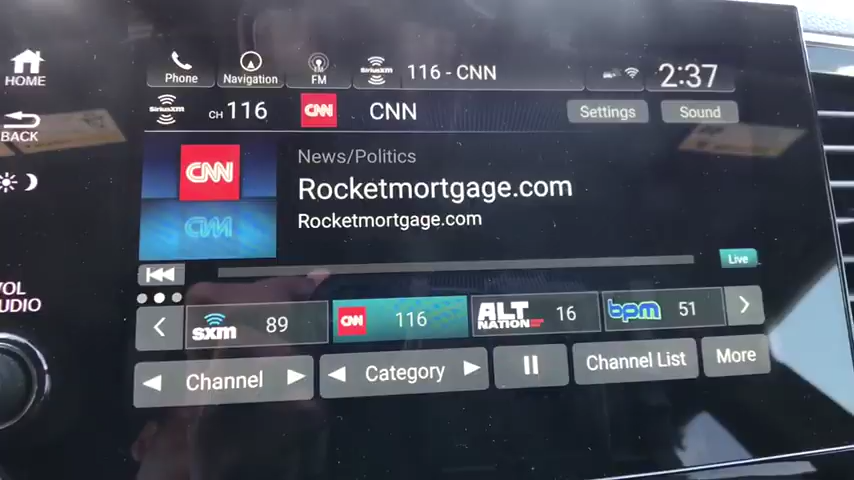 HOME
Phone
Navigation
FM
FM
SiriusXM
116 - CNN
2:37
SiriusXM
CH 116
CNN
CNN
Settings
Sound
BACK
CNN
News/Politics
Rocketmortgage.com
Rocketmortgage.com
Live
VOL
AUDIO
sxm 89
CNN 116
ALT NATION 16
bpm 51
Channel
Category
Channel List
More